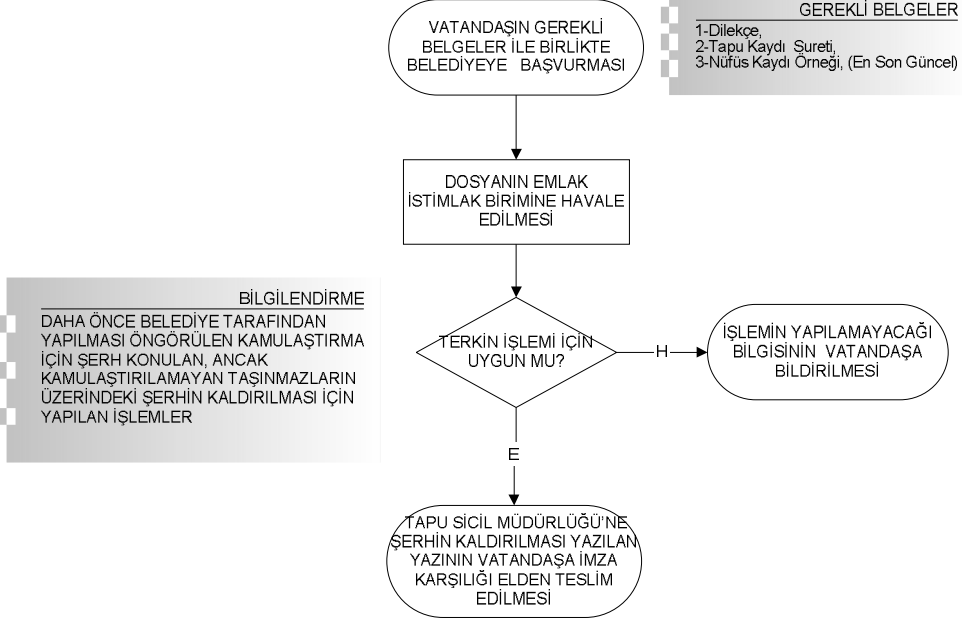 VATANDAŞIN GEREKLİ
BELGELER İLE BİRLİKTE
BELEDİYEYE BAŞVURMASI
GEREKLİ BELGELER
1-Dilekçe,
2-Tapu Kaydı Sureti,
3-Nüfüs Kaydı Örneği, (En Son Güncel)
DOSYANIN EMLAK
İSTİMLAK BİRİMİNE HAVALE
EDİLMESİ
BİLGİLENDİRME
DAHA ÖNCE BELEDİYE TARAFINDAN
YAPILMASI ÖNGÖRÜLEN KAMULAŞTIRMA
İÇİN ŞERH KONULAN, ANCAK
KAMULAŞTIRILAMAYAN TAŞINMAZLARIN
ÜZERİNDEKİ ŞERHİN KALDIRILMASI İÇİN
YAPILAN İŞLEMLER
TERKİN İŞLEMİ İÇİN
UYGUN MU?
H
İŞLEMİN YAPILAMAYACAĞI
BİLGİSİNİN VATANDAŞA
BİLDİRİLMESİ
E
TAPU SİCİL MÜDÜRLÜĞÜ'NE
ŞERHİN KALDIRILMASI YAZILAN
YAZININ VATANDAŞA İMZA
KARŞILIĞI ELDEN TESLİM
EDİLMESİ